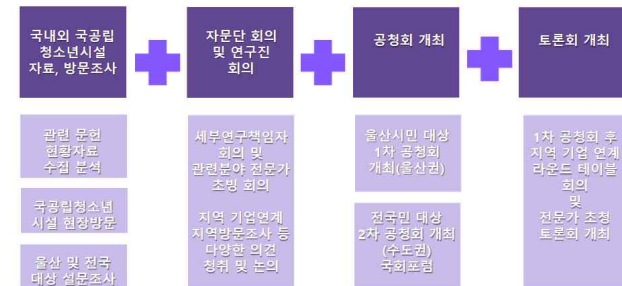 국내외 국공립
청소년시설
자료, 방문조사
자문단 회의
및 연구진
회의
공청회 개최
토론회 개최
관련 문헌
현황자료
수집 분석
국공립청소년
시설 현장방문
울산 및 전국
대상 설문조사
세부연구책임자
회의 및
관련분야 전문가
초빙 회의
지역 기업연계
지역방문조사 등
다양한 의견
청취 및 논의
울산시민 대상
1차 공청회
개최(울산권)
전국민 대상
2차 공청회 개최
(수도권)
국회포럼
1차 공청회 후
지역 기업 연계
라운드 테이블
회의
및
전문가 초청
토론회 개최